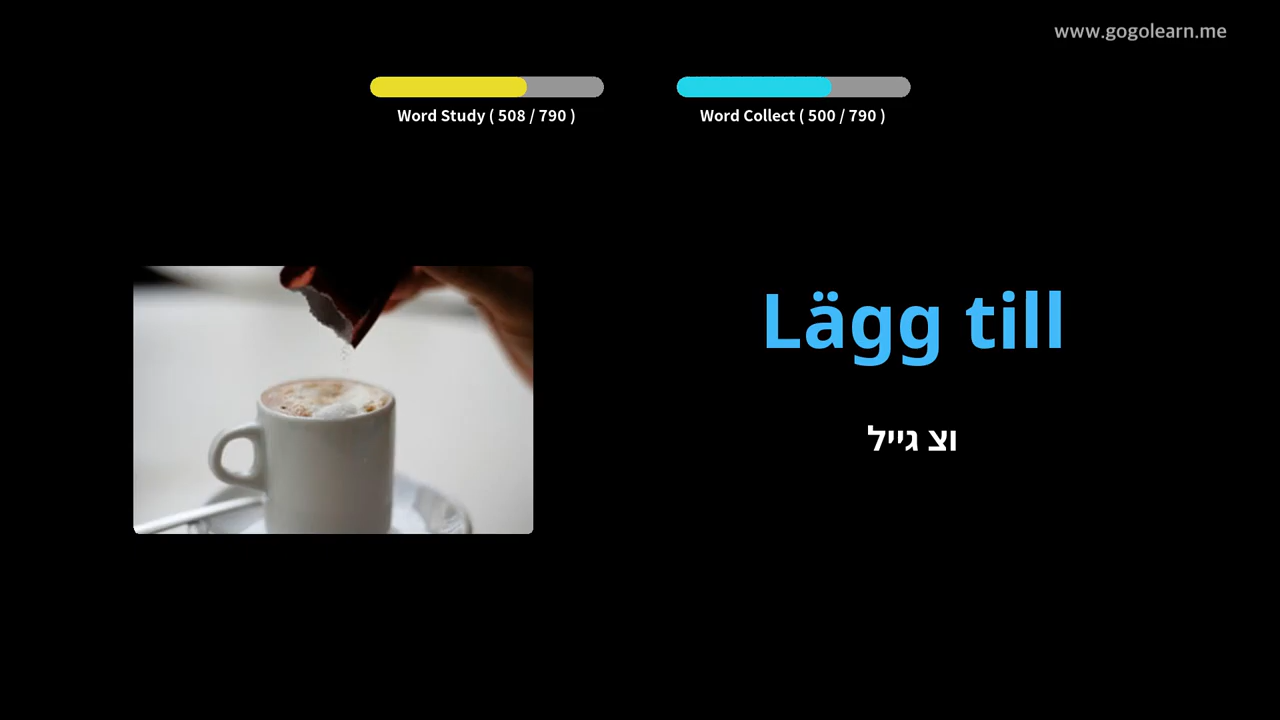 www.gogolearn.me
Word Study ( 508 / 790 )
Word Collect ( 500 / 790 )
Lägg till
וצ גייל